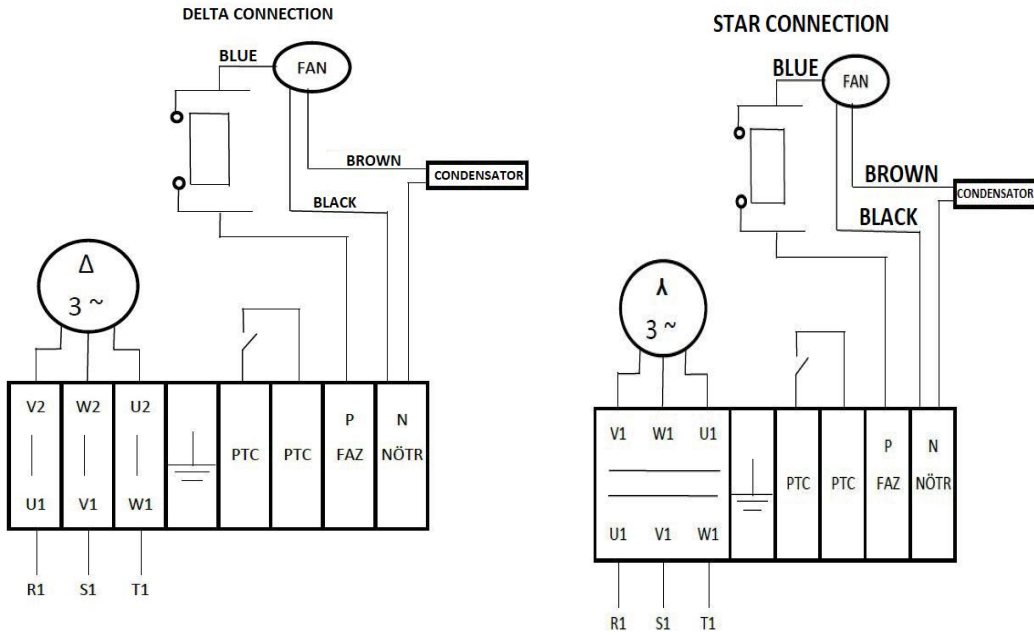 DELTA CONNECTION
BLUE
FAN
BROWN
CONDENSATOR
BLACK
Δ
3 ~
V2 W2 U2
P N
PTC PTC FAZ NÖTR
U1 V1 W1
R1 S1 T1
STAR CONNECTION
BLUE
FAN
BROWN
CONDENSATOR
BLACK
⅄
3 ~
V1 W1 U1
P N
PTC PTC FAZ NÖTR
U1 V1 W1
R1 S1 T1